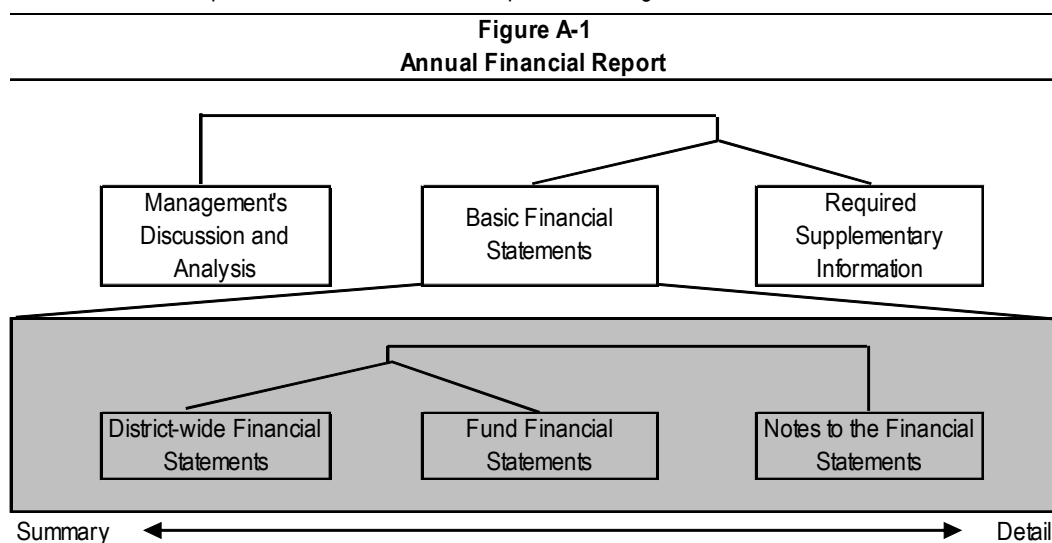 Figure A-1
Annual Financial Report
Management's
Discussion and
Analysis
Basic Financial
Statements
Required
Supplementary
Information
District-wide Financial
Statements
Fund Financial
Statements
Notes to the Financial
Statements
Summary
Detail